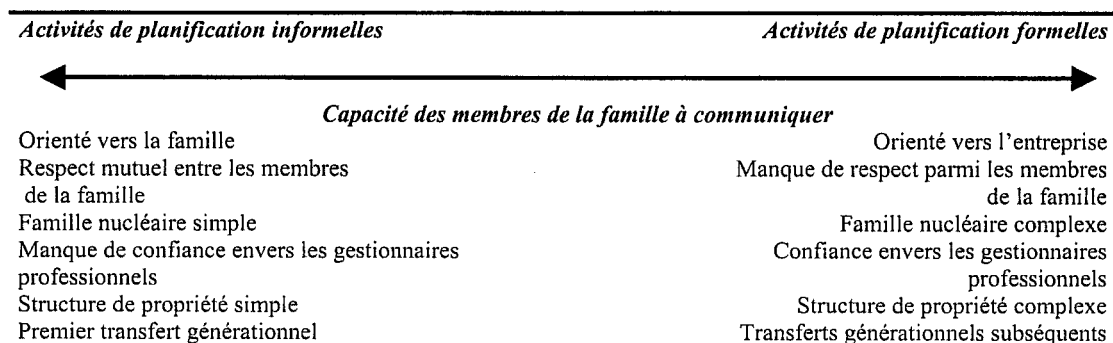 Activités de planification informelles Activités de planification formelles
Capacité des membres de la famille à communiquer
Orienté vers la famille Orienté vers l'entreprise
Respect mutuel entre les membres Manque de respect parmi les membres
de la famille de la famille
Famille nucléaire simple Famille nucléaire complexe
Manque de confiance envers les gestionnaires Confiance envers les gestionnaires
professionnels professionnels
Structure de propriété simple Structure de propriété complexe
Premier transfert générationnel Transferts générationnels subséquents